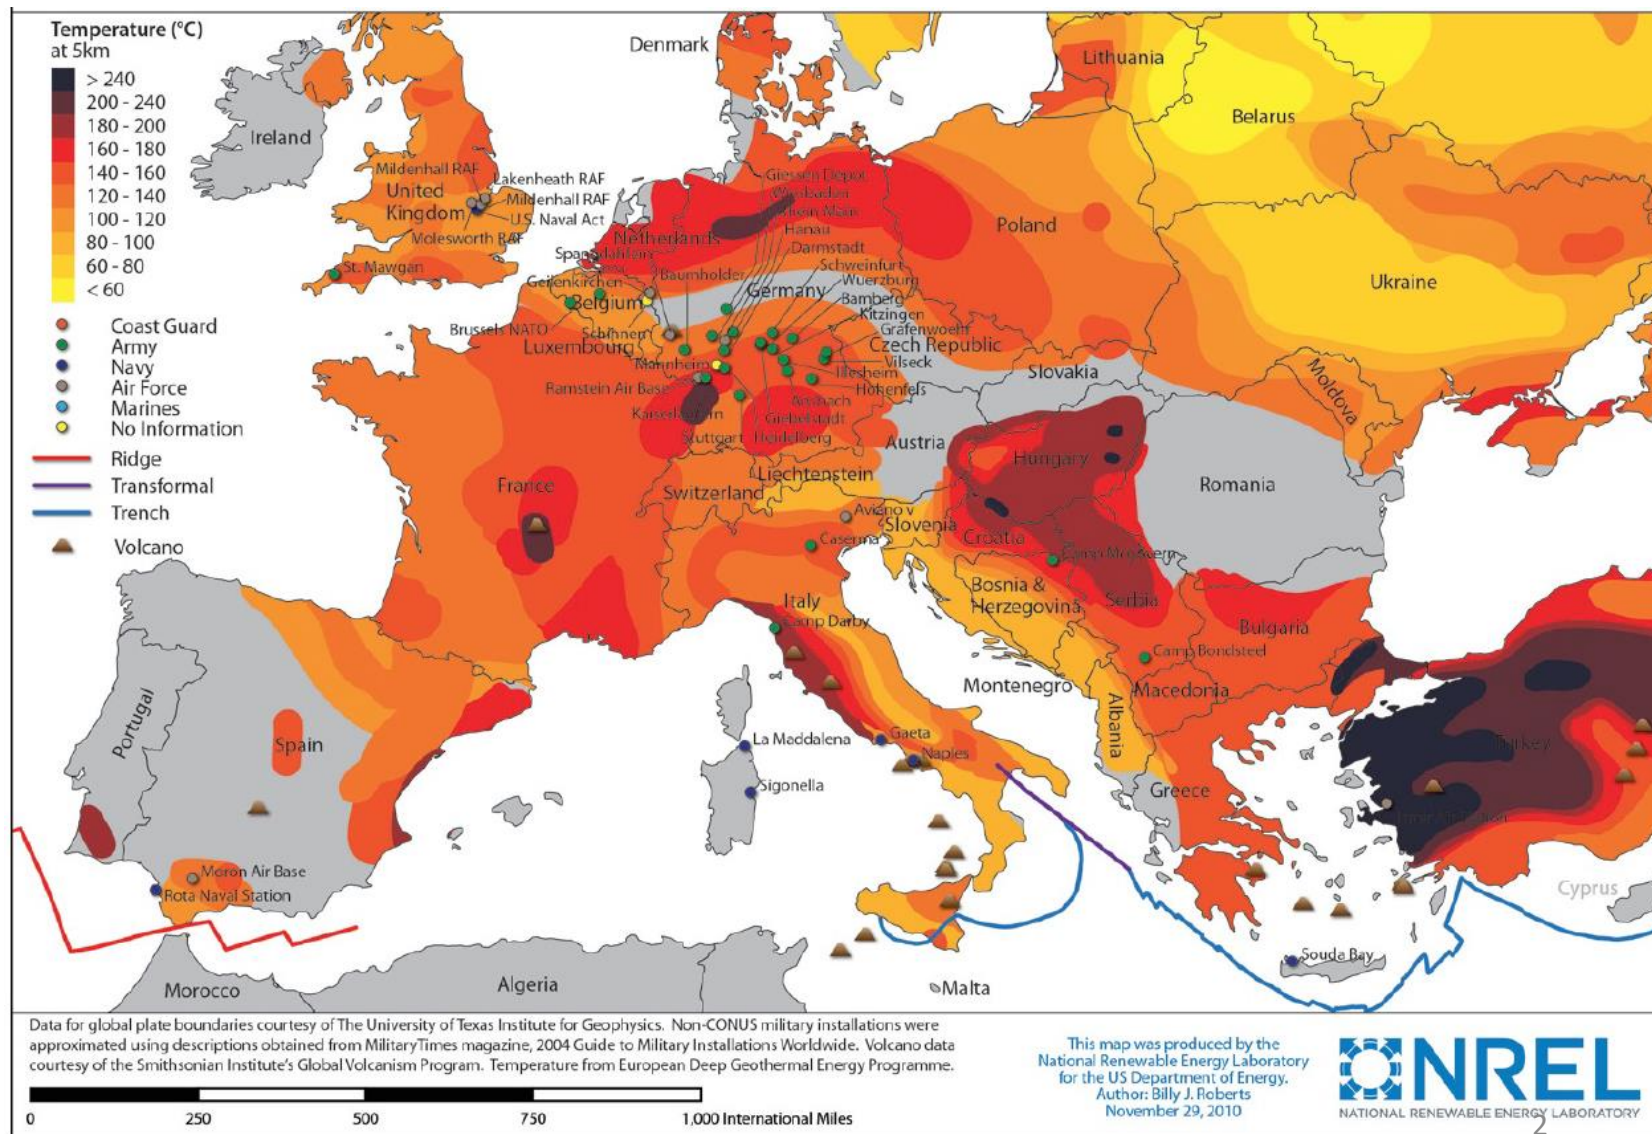 Temperature (°C)
at 5km
> 240
200 - 240
180 - 200
160 - 180
140 - 160
120 - 140
100 - 120
80 - 100
60 - 80
< 60
Coast Guard
Army
Navy
Air Force
Marines
No Information
Ridge
Transformal
Trench
Volcano
Denmark
Lithuania
Belarus
Ireland
Mildenhall RAF
Lakenheath RAF
United
Kingdom
Mildenhall RAF
U.S. Naval Act
Molesworth RAF
St. Mawgan
Giessen Depot
Wiesbaden
Rhein Main
Hanau
Darmstadt
Netherlands
Poland
Spangdahlem
Baumholder
Schweinfurt
Geilenkirchen
Germany
Wuerzburg
Ukraine
Belgium
Bamberg
Kitzingen
Brussels NATO
Schinnen
Grafenwoehr
Luxembourg
Czech Republic
Mannheim
Vilseck
Illesheim
Slovakia
Ramstein Air Base
Hohenfels
Moldova
Kaiserslautern
Ansbach
Giebelstadt
Stuttgart
Heidelberg
Austria
Hungary
Liechtenstein
France
Switzerland
Romania
Aviano v
Slovenia
Caserma
Croatia
Camp McGovern
Bosnia &
Herzegovina
Serbia
Italy
Camp Darby
Bulgaria
Camp Bondsteel
Montenegro
Macedonia
Albania
Portugal
Spain
La Maddalena
Gaeta
Naples
Turkey
Sigonella
Greece
Moron Air Base
Rota Naval Station
Cyprus
Souda Bay
Morocco
Algeria
Malta
Data for global plate boundaries courtesy of The University of Texas Institute for Geophysics. Non-CONUS military installations were
approximated using descriptions obtained from MilitaryTimes magazine, 2004 Guide to Military Installations Worldwide. Volcano data
courtesy of the Smithsonian Institute's Global Volcanism Program. Temperature from European Deep Geothermal Energy Programme.
0 250 500 750 1,000 International Miles
This map was produced by the
National Renewable Energy Laboratory
for the US Department of Energy.
Author: Billy J. Roberts
November 29, 2010
NREL
NATIONAL RENEWABLE ENERGY LABORATORY
2